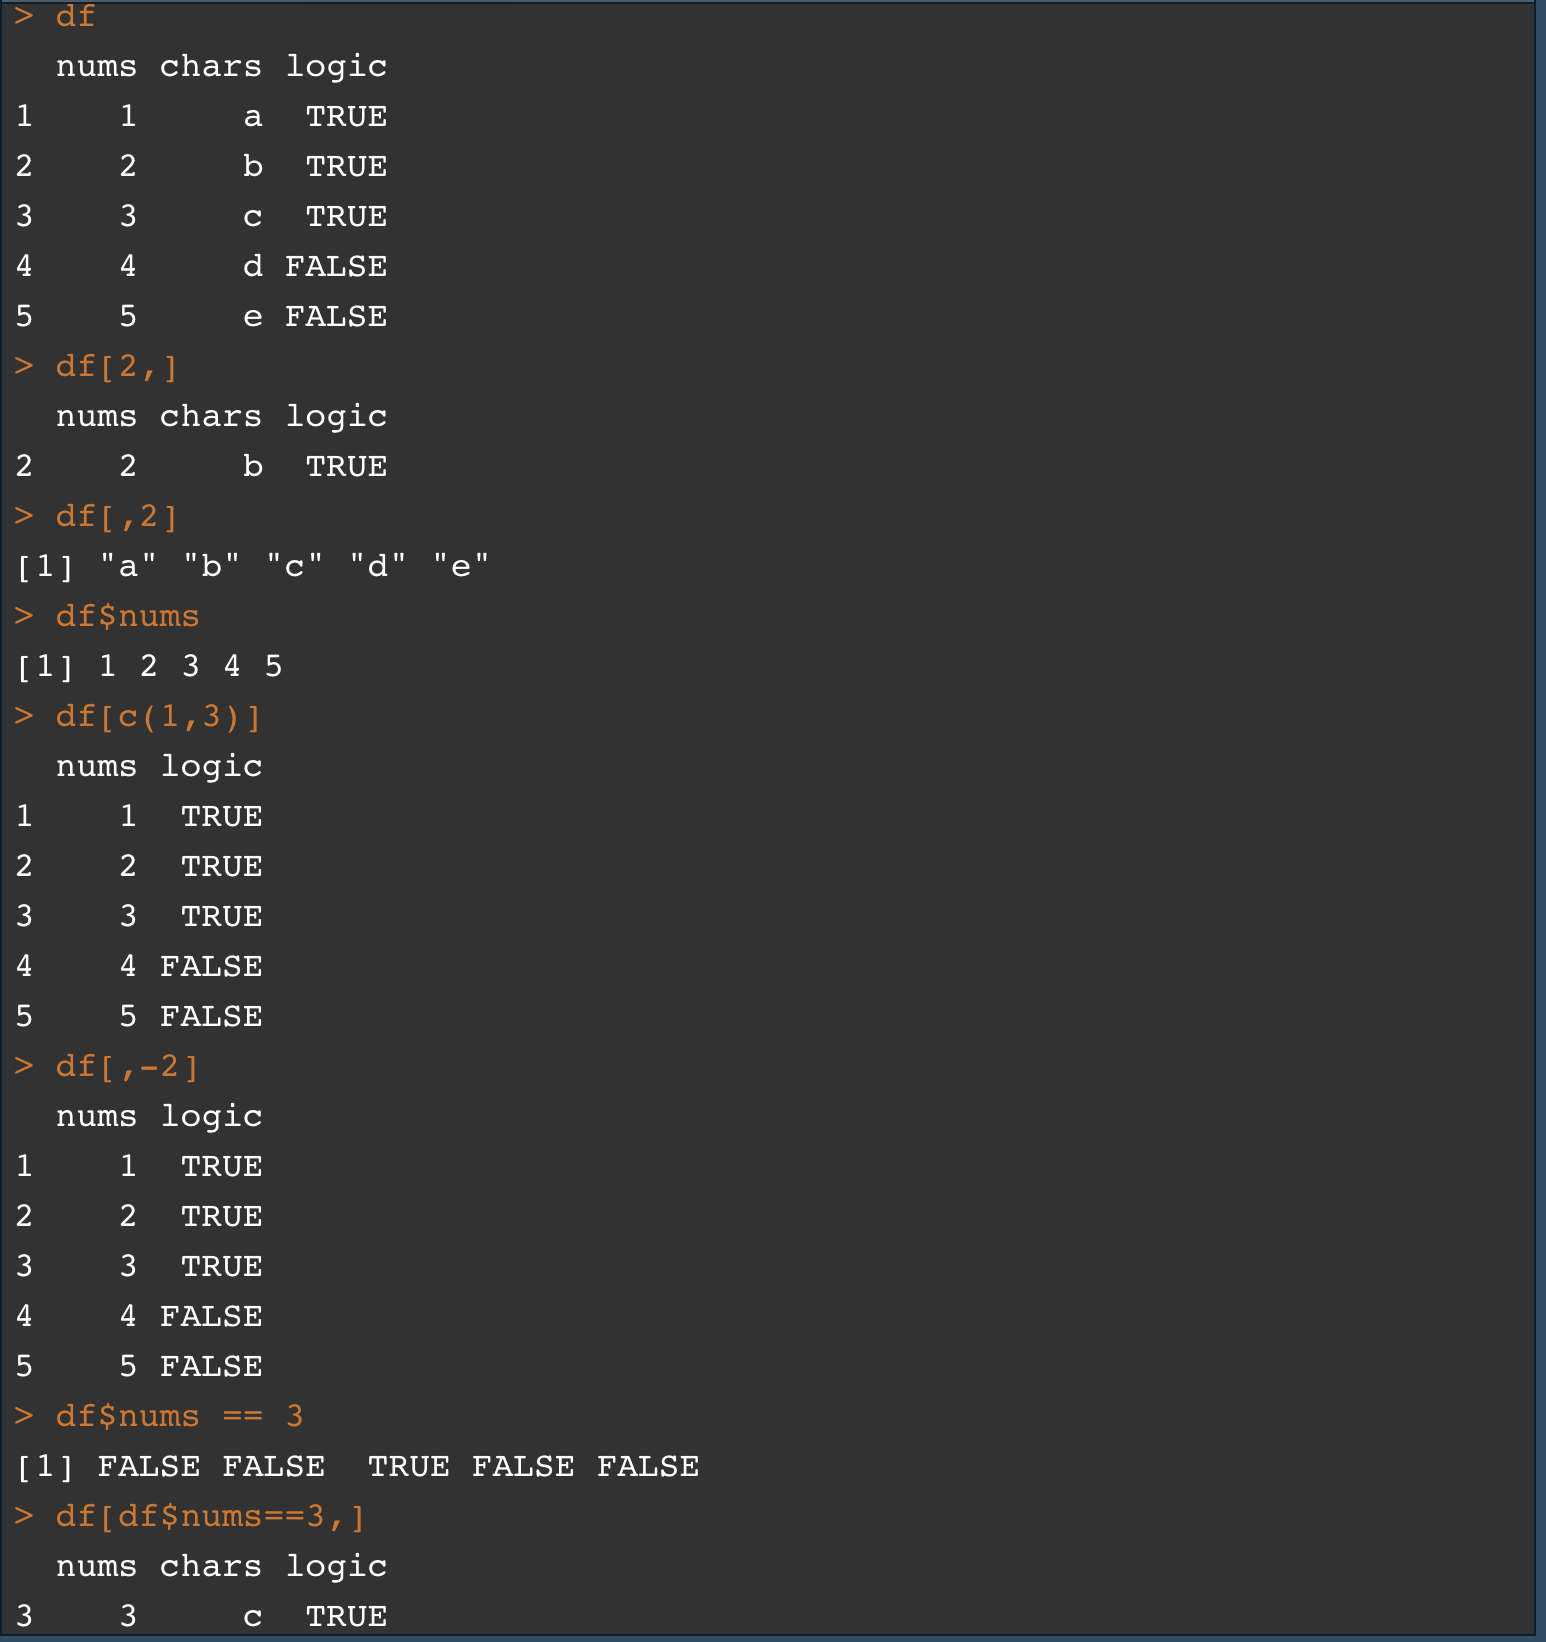 > df
  nums chars logic
1    1     a  TRUE
2    2     b  TRUE
3    3     c  TRUE
4    4     d FALSE
5    5     e FALSE
> df[2,]
  nums chars logic
2    2     b  TRUE
> df[,2]
[1] "a" "b" "c" "d" "e"
> df$nums
[1] 1 2 3 4 5
> df[c(1,3)]
  nums logic
1    1  TRUE
2    2  TRUE
3    3  TRUE
4    4 FALSE
5    5 FALSE
> df[,-2]
  nums logic
1    1  TRUE
2    2  TRUE
3    3  TRUE
4    4 FALSE
5    5 FALSE
> df$nums == 3
[1] FALSE FALSE  TRUE FALSE FALSE
> df[df$nums==3,]
  nums chars logic
3    3     c  TRUE